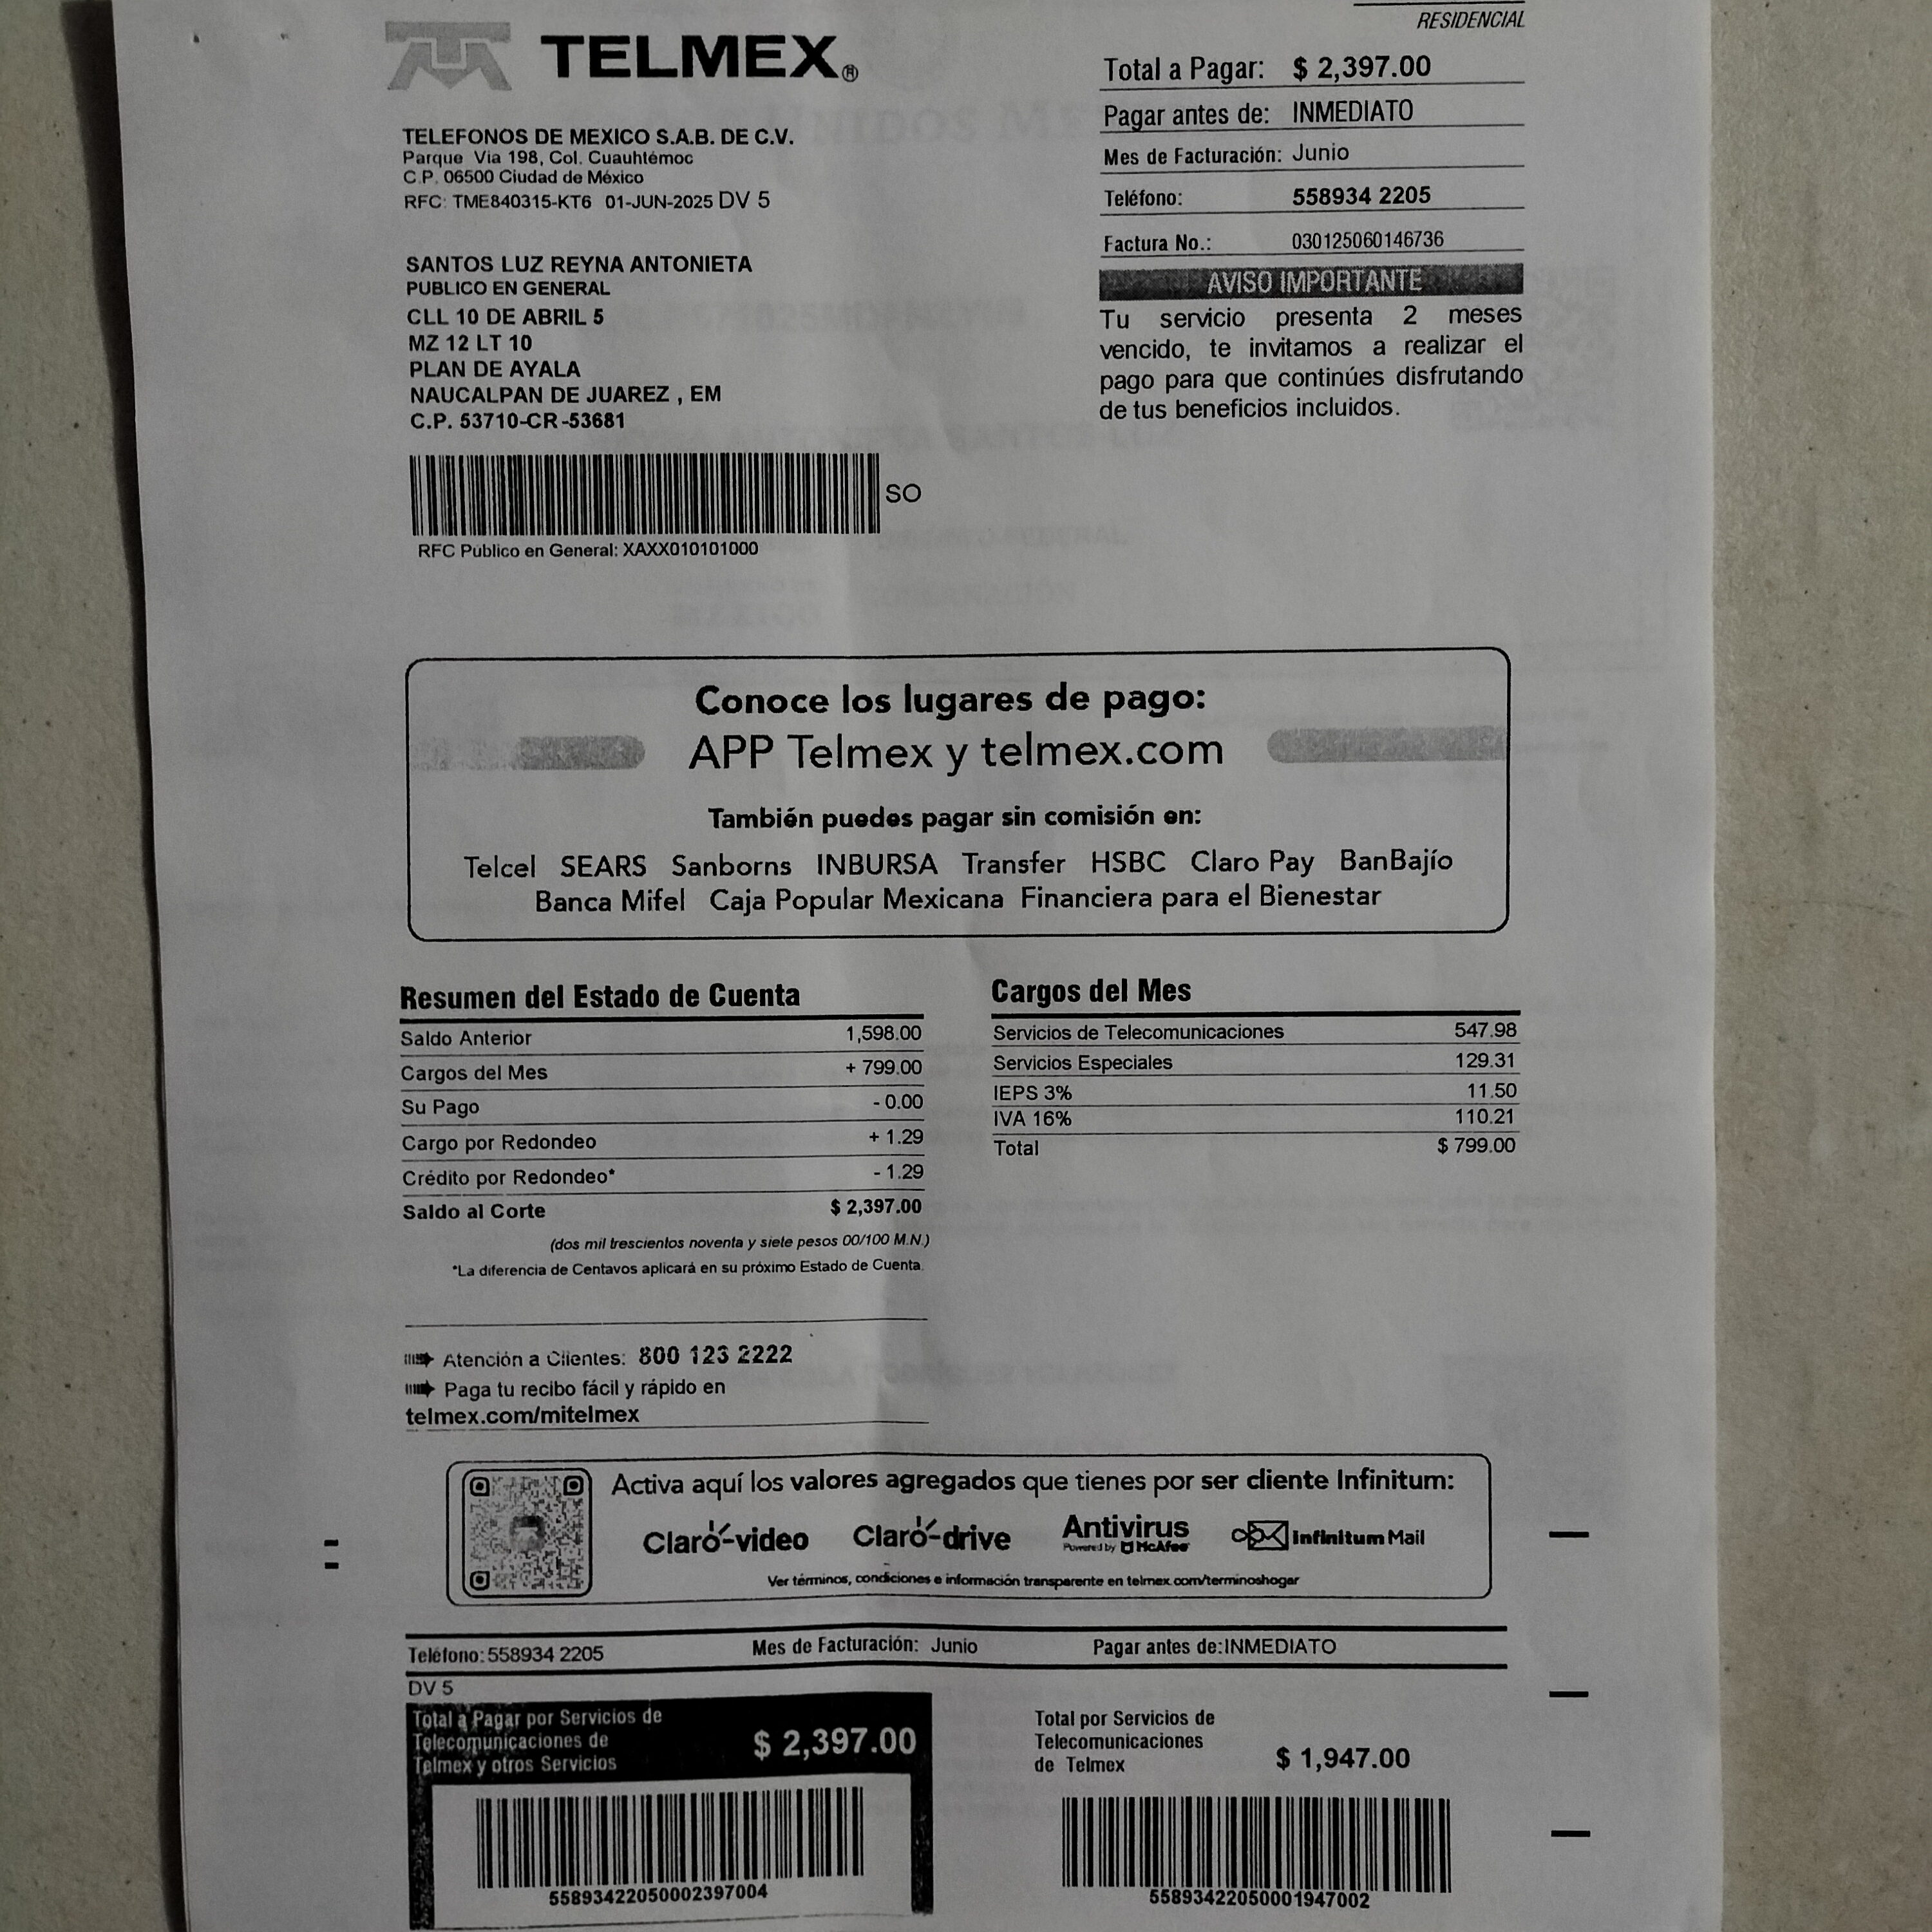 RESIDENCIAL
TELMEX®
Total a Pagar: $ 2,397.00
Pagar antes de: INMEDIATO
Mes de Facturación: Junio
Teléfono: 558934 2205
Factura No.: 030125060146736
TELEFONOS DE MEXICO S.A.B. DE C.V.
Parque Via 198, Col. Cuauhtémoc
C.P. 06500 Ciudad de México
RFC: TME840315-KT6 01-JUN-2025 DV 5
SANTOS LUZ REYNA ANTONIETA
PUBLICO EN GENERAL
CLL 10 DE ABRIL 5
MZ 12 LT 10
PLAN DE AYALA
NAUCALPAN DE JUAREZ , EM
C.P. 53710-CR-53681
SO
RFC Publico en General: XAXX010101000
AVISO IMPORTANTE
Tu servicio presenta 2 meses
vencido, te invitamos a realizar el
pago para que continúes disfrutando
de tus beneficios incluidos.
Conoce los lugares de pago:
APP Telmex y telmex.com
También puedes pagar sin comisión en:
Telcel SEARS Sanborns INBURSA Transfer HSBC Claro Pay BanBajío
Banca Mifel Caja Popular Mexicana Financiera para el Bienestar
Resumen del Estado de Cuenta
Saldo Anterior 1,598.00
Cargos del Mes + 799.00
Su Pago - 0.00
Cargo por Redondeo + 1.29
Crédito por Redondeo* - 1.29
Saldo al Corte $ 2,397.00
(dos mil trescientos noventa y siete pesos 00/100 M.N.)
*La diferencia de Centavos aplicará en su próximo Estado de Cuenta.
Cargos del Mes
Servicios de Telecomunicaciones 547.98
Servicios Especiales 129.31
IEPS 3% 11.50
IVA 16% 110.21
Total $ 799.00
Atención a Clientes: 800 123 2222
Paga tu recibo fácil y rápido en
telmex.com/mitelmex
Activa aquí los valores agregados que tienes por ser cliente Infinitum:
Claro-video Claro-drive Antivirus Powered by McAfee Infinitum Mail
Ver términos, condiciones e información transparente en telmex.com/terminoshogar
Teléfono: 558934 2205 Mes de Facturación: Junio Pagar antes de:INMEDIATO
DV 5
Total a Pagar por Servicios de
Telecomunicaciones de
Telmex y otros Servicios
$ 2,397.00
55893422050002397004
Total por Servicios de
Telecomunicaciones
de Telmex
$ 1,947.00
55893422050001947002